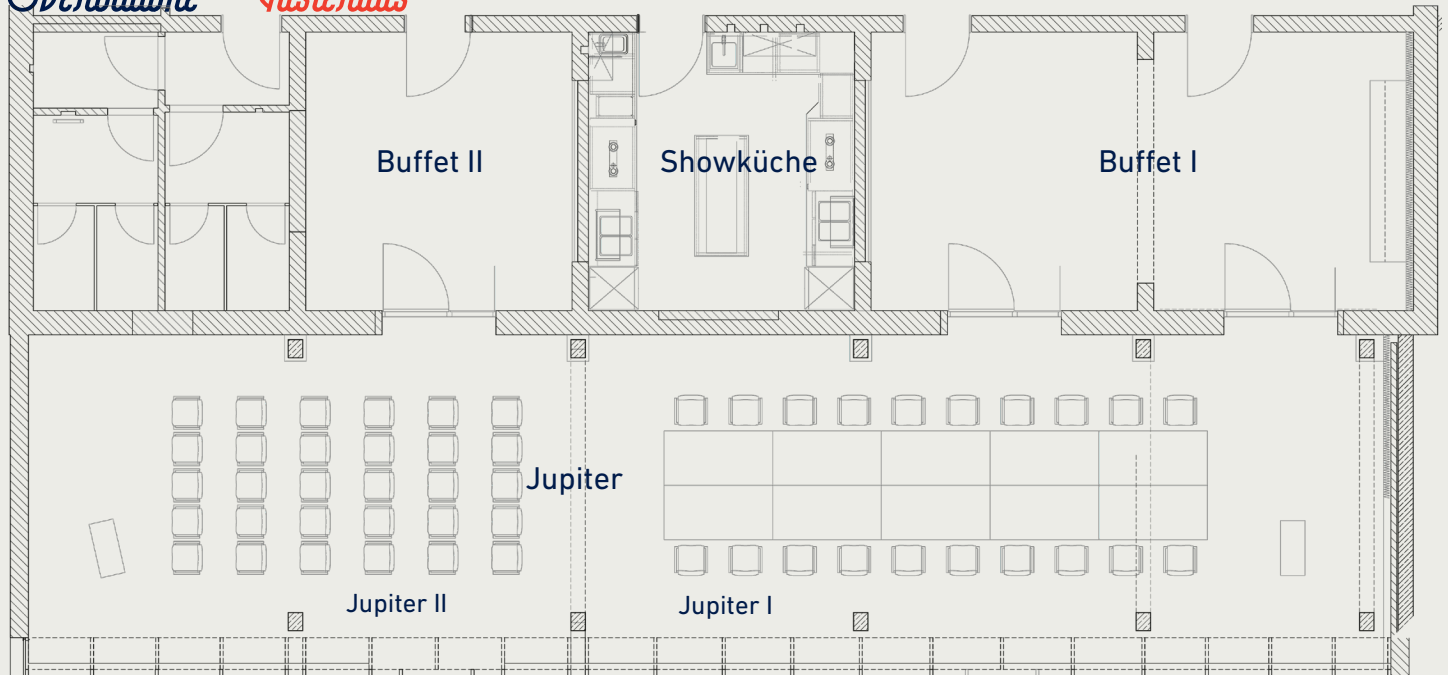 Buffet II
Showküche
Buffet I
Jupiter
Jupiter II
Jupiter I